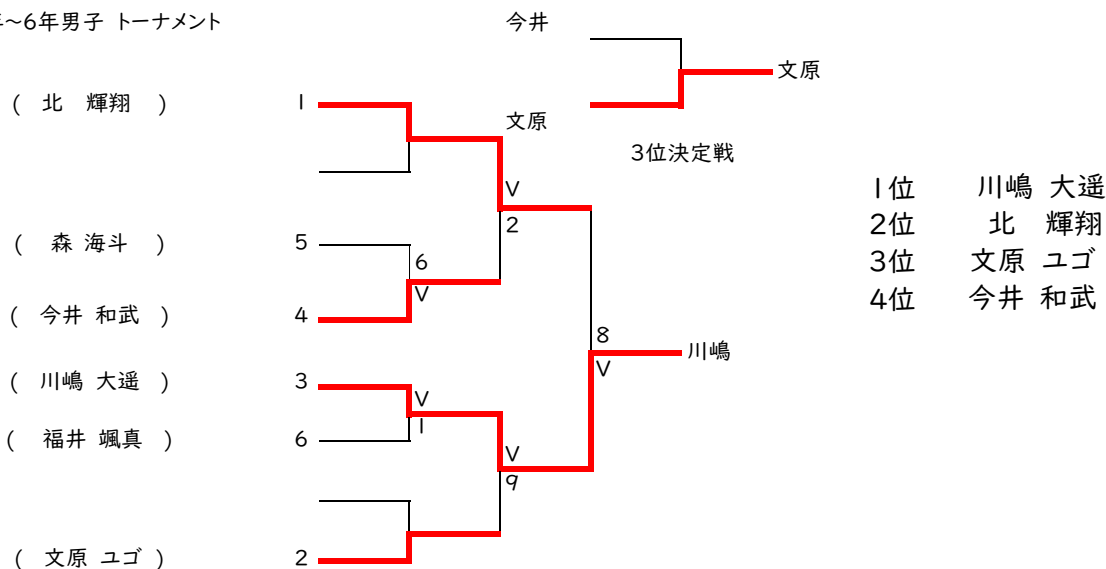 ~6年男子 トーナメント
今井
文原
( 北 輝翔 ) 1
文原
3位決定戦
V
2
( 森 海斗 ) 5
6
V
( 今井 和武 ) 4
1位 川嶋 大遥
2位 北 輝翔
3位 文原 ユゴ
4位 今井 和武
8
V
川嶋
( 川嶋 大遥 ) 3
V
1
( 福井 颯真 ) 6
V
9
( 文原 ユゴ ) 2